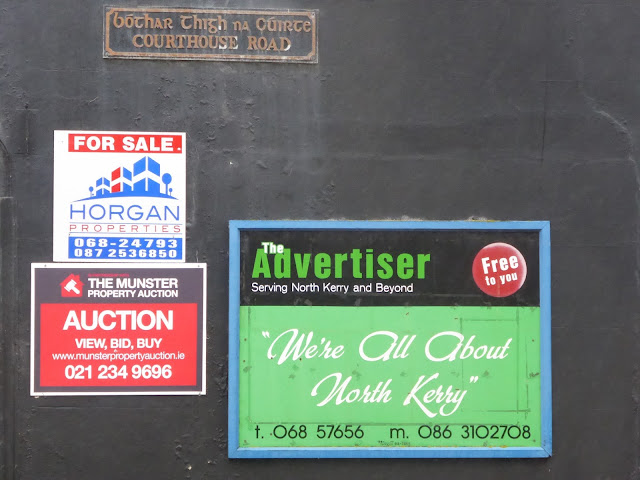 bóthar thigh na cúirte
COURTHOUSE ROAD
FOR SALE.
HORGAN
PROPERTIES
068-24793
087 2536850
THE MUNSTER
PROPERTY AUCTION
AUCTION
VIEW, BID, BUY
www.munsterpropertyauction.ie
021 234 9696
The
Advertiser
Serving North Kerry and Beyond
Free
to you
"We're All About
North Kerry"
t. 068 57656 m. 086 3102708